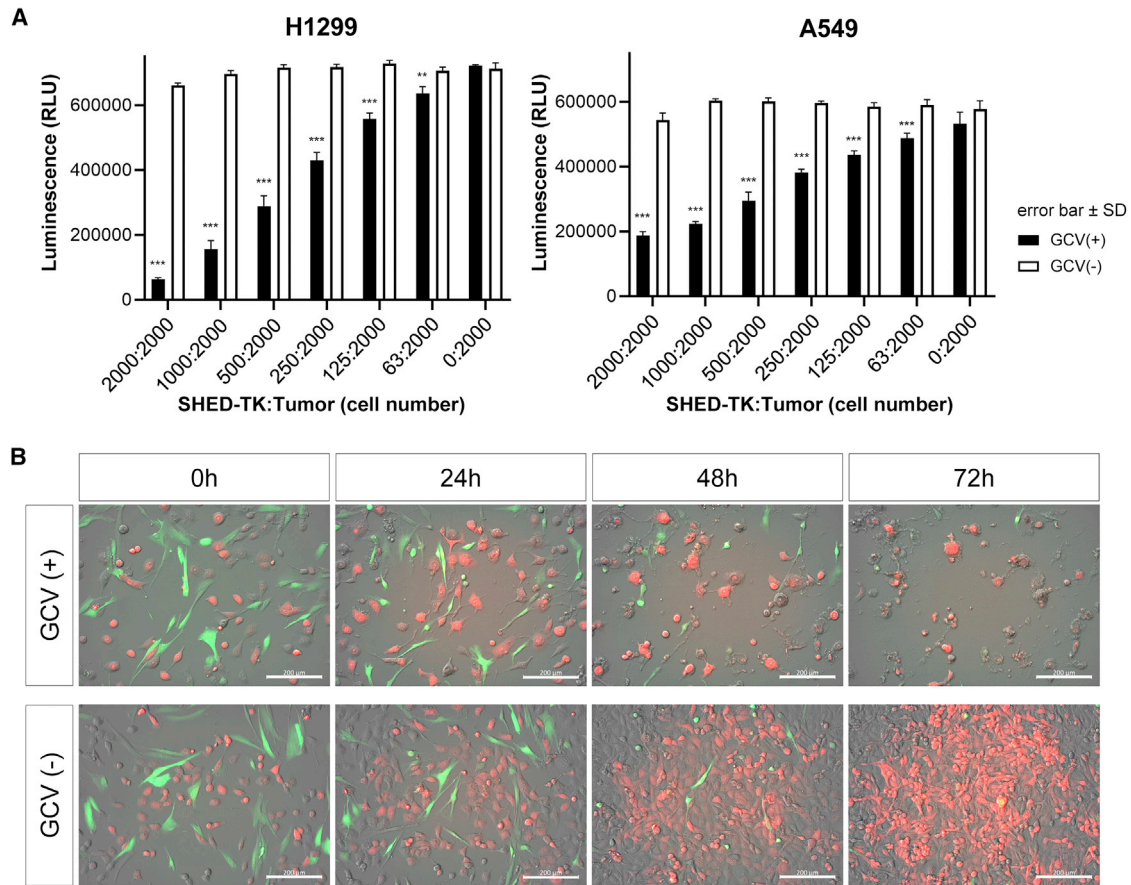 A
H1299
Luminescence (RLU)
600000
400000
200000
0
***
***
***
***
***
**
2000:2000
1000:2000
500:2000
250:2000
125:2000
63:2000
0:2000
SHED-TK:Tumor (cell number)
A549
Luminescence (RLU)
600000
400000
200000
0
***
***
***
***
***
***
2000:2000
1000:2000
500:2000
250:2000
125:2000
63:2000
0:2000
SHED-TK:Tumor (cell number)
error bar ± SD
GCV(+)
GCV(-)
B
0h
24h
48h
72h
GCV (+)
200 µm
200 µm
200 µm
200 µm
GCV (-)
200 µm
200 µm
200 µm
200 µm